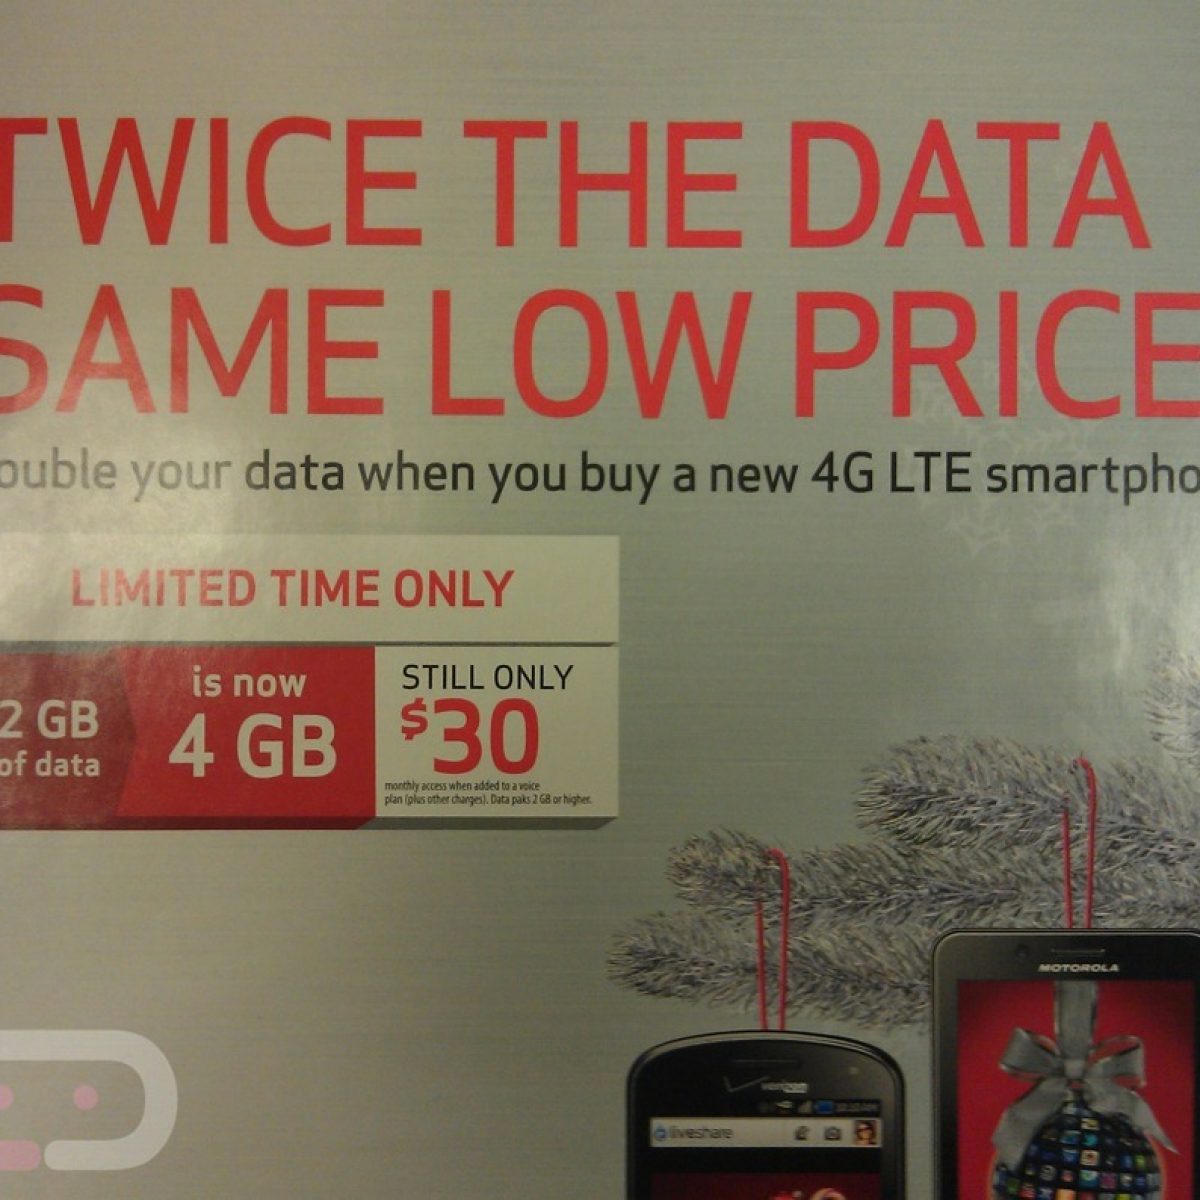 TWICE THE DATA
SAME LOW PRICE
ouble your data when you buy a new 4G LTE smartpho
LIMITED TIME ONLY
2 GB
of data
is now
4 GB
STILL ONLY
$30
monthly access when added to a voice
plan (plus other charges). Data paks 2 GB or higher.
MOTOROLA
verizon
liveshare